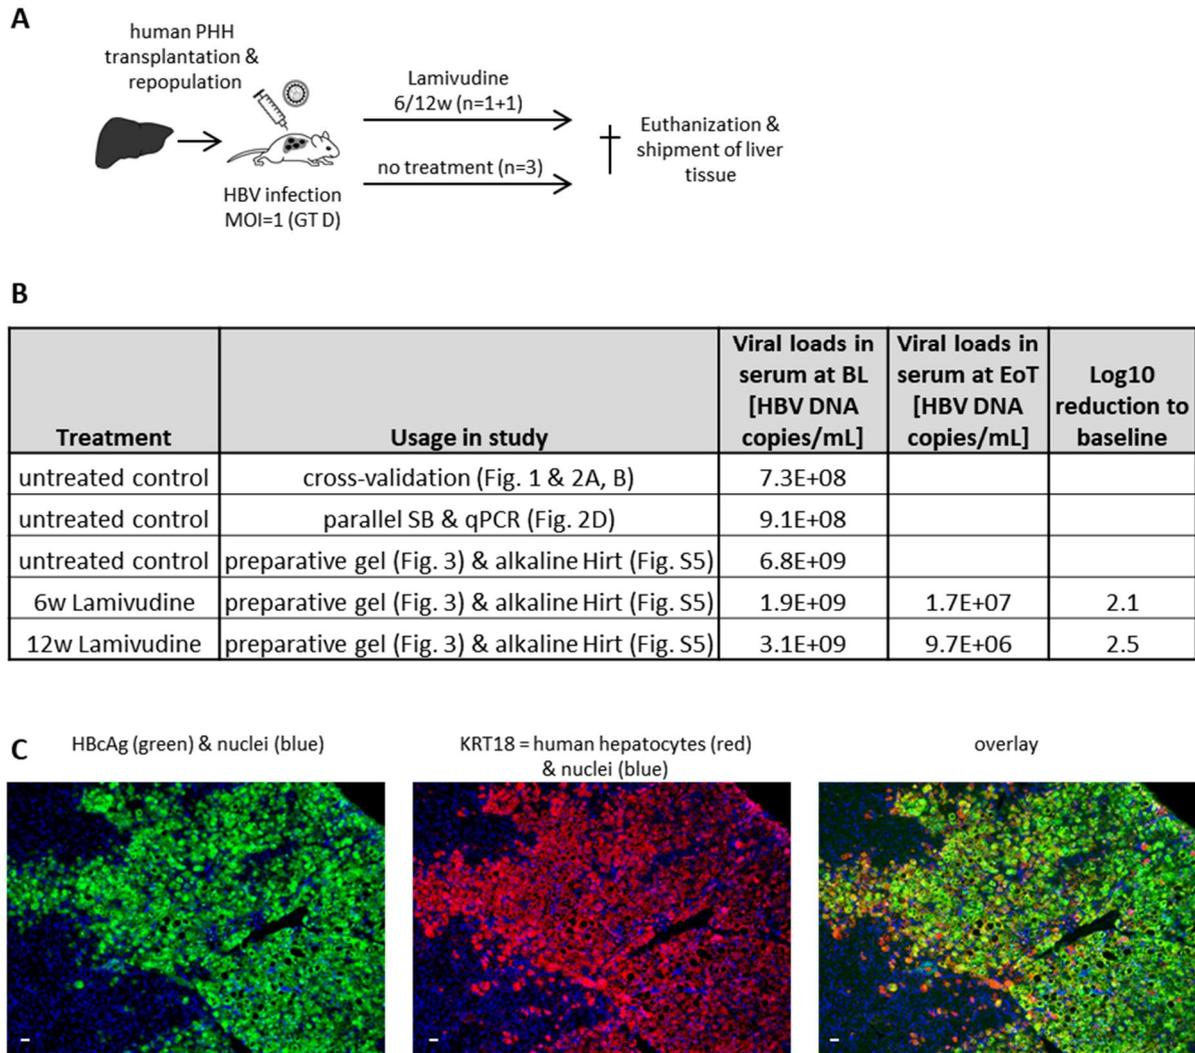 A
human PHH
transplantation &
repopulation
HBV infection
MOI=1 (GT D)
Lamivudine
6/12w (n=1+1)
no treatment (n=3)
Euthanization &
shipment of liver
tissue
B
Treatment
Usage in study
Viral loads in
serum at BL
[HBV DNA
copies/mL]
Viral loads in
serum at EoT
[HBV DNA
copies/mL]
Log10
reduction to
baseline
untreated control cross-validation (Fig. 1 & 2A, B) 7.3E+08
untreated control parallel SB & qPCR (Fig. 2D) 9.1E+08
untreated control preparative gel (Fig. 3) & alkaline Hirt (Fig. S5) 6.8E+09
6w Lamivudine preparative gel (Fig. 3) & alkaline Hirt (Fig. S5) 1.9E+09 1.7E+07 2.1
12w Lamivudine preparative gel (Fig. 3) & alkaline Hirt (Fig. S5) 3.1E+09 9.7E+06 2.5
C
HBcAg (green) & nuclei (blue)
KRT18 = human hepatocytes (red)
& nuclei (blue)
overlay